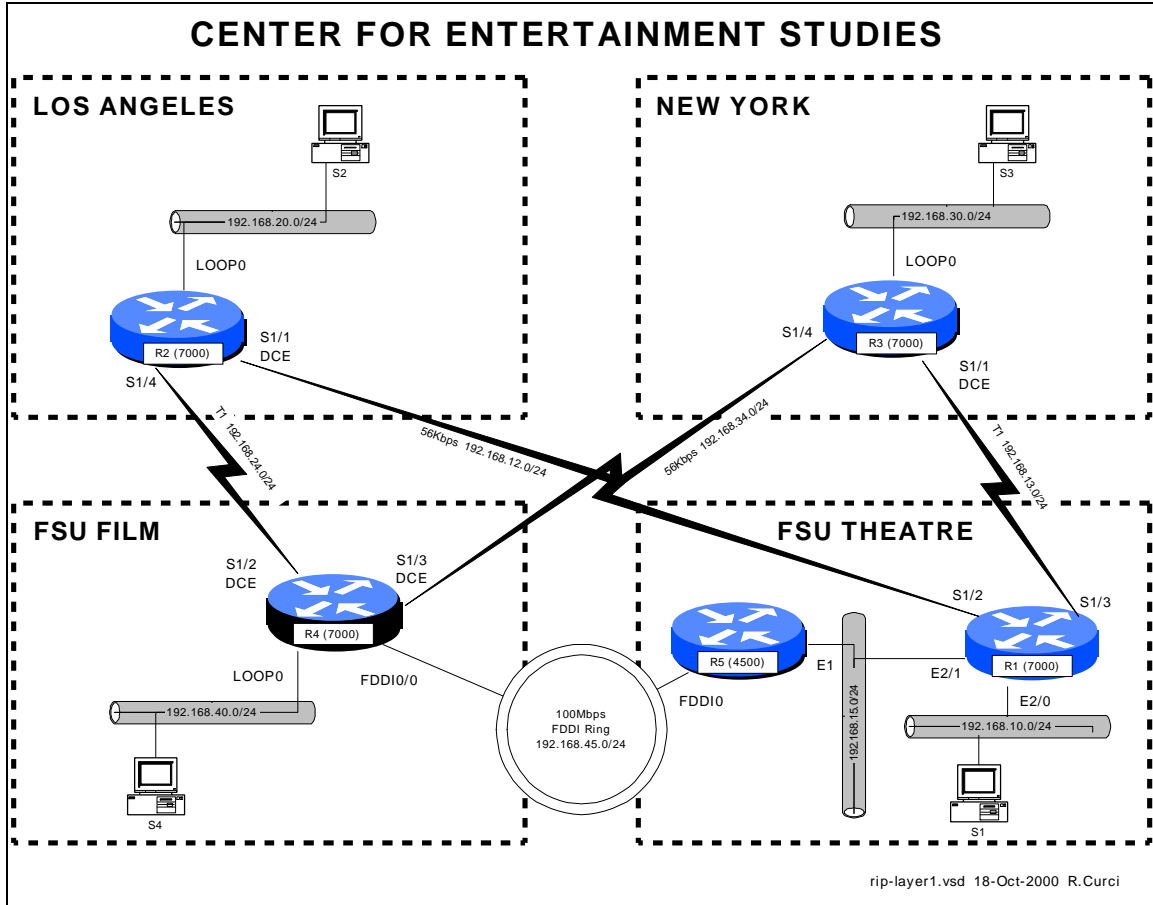 CENTER FOR ENTERTAINMENT STUDIES
LOS ANGELES
S2
192.168.20.0/24
LOOP0
R2 (7000)
S1/1
DCE
S1/4
NEW YORK
S3
192.168.30.0/24
LOOP0
S1/4
R3 (7000)
S1/1
DCE
T1 192.168.24.0/24
56Kbps 192.168.12.0/24
56Kbps 192.168.34.0/24
T1 192.168.13.0/24
FSU FILM
S1/2
DCE
S1/3
DCE
R4 (7000)
LOOP0
FDDI0/0
192.168.40.0/24
S4
100Mbps
FDDI Ring
192.168.45.0/24
FSU THEATRE
S1/2
S1/3
R5 (4500)
E1
FDDI0
192.168.15.0/24
R1 (7000)
E2/1
E2/0
192.168.10.0/24
S1
rip-layer1.vsd 18-Oct-2000 R.Curci